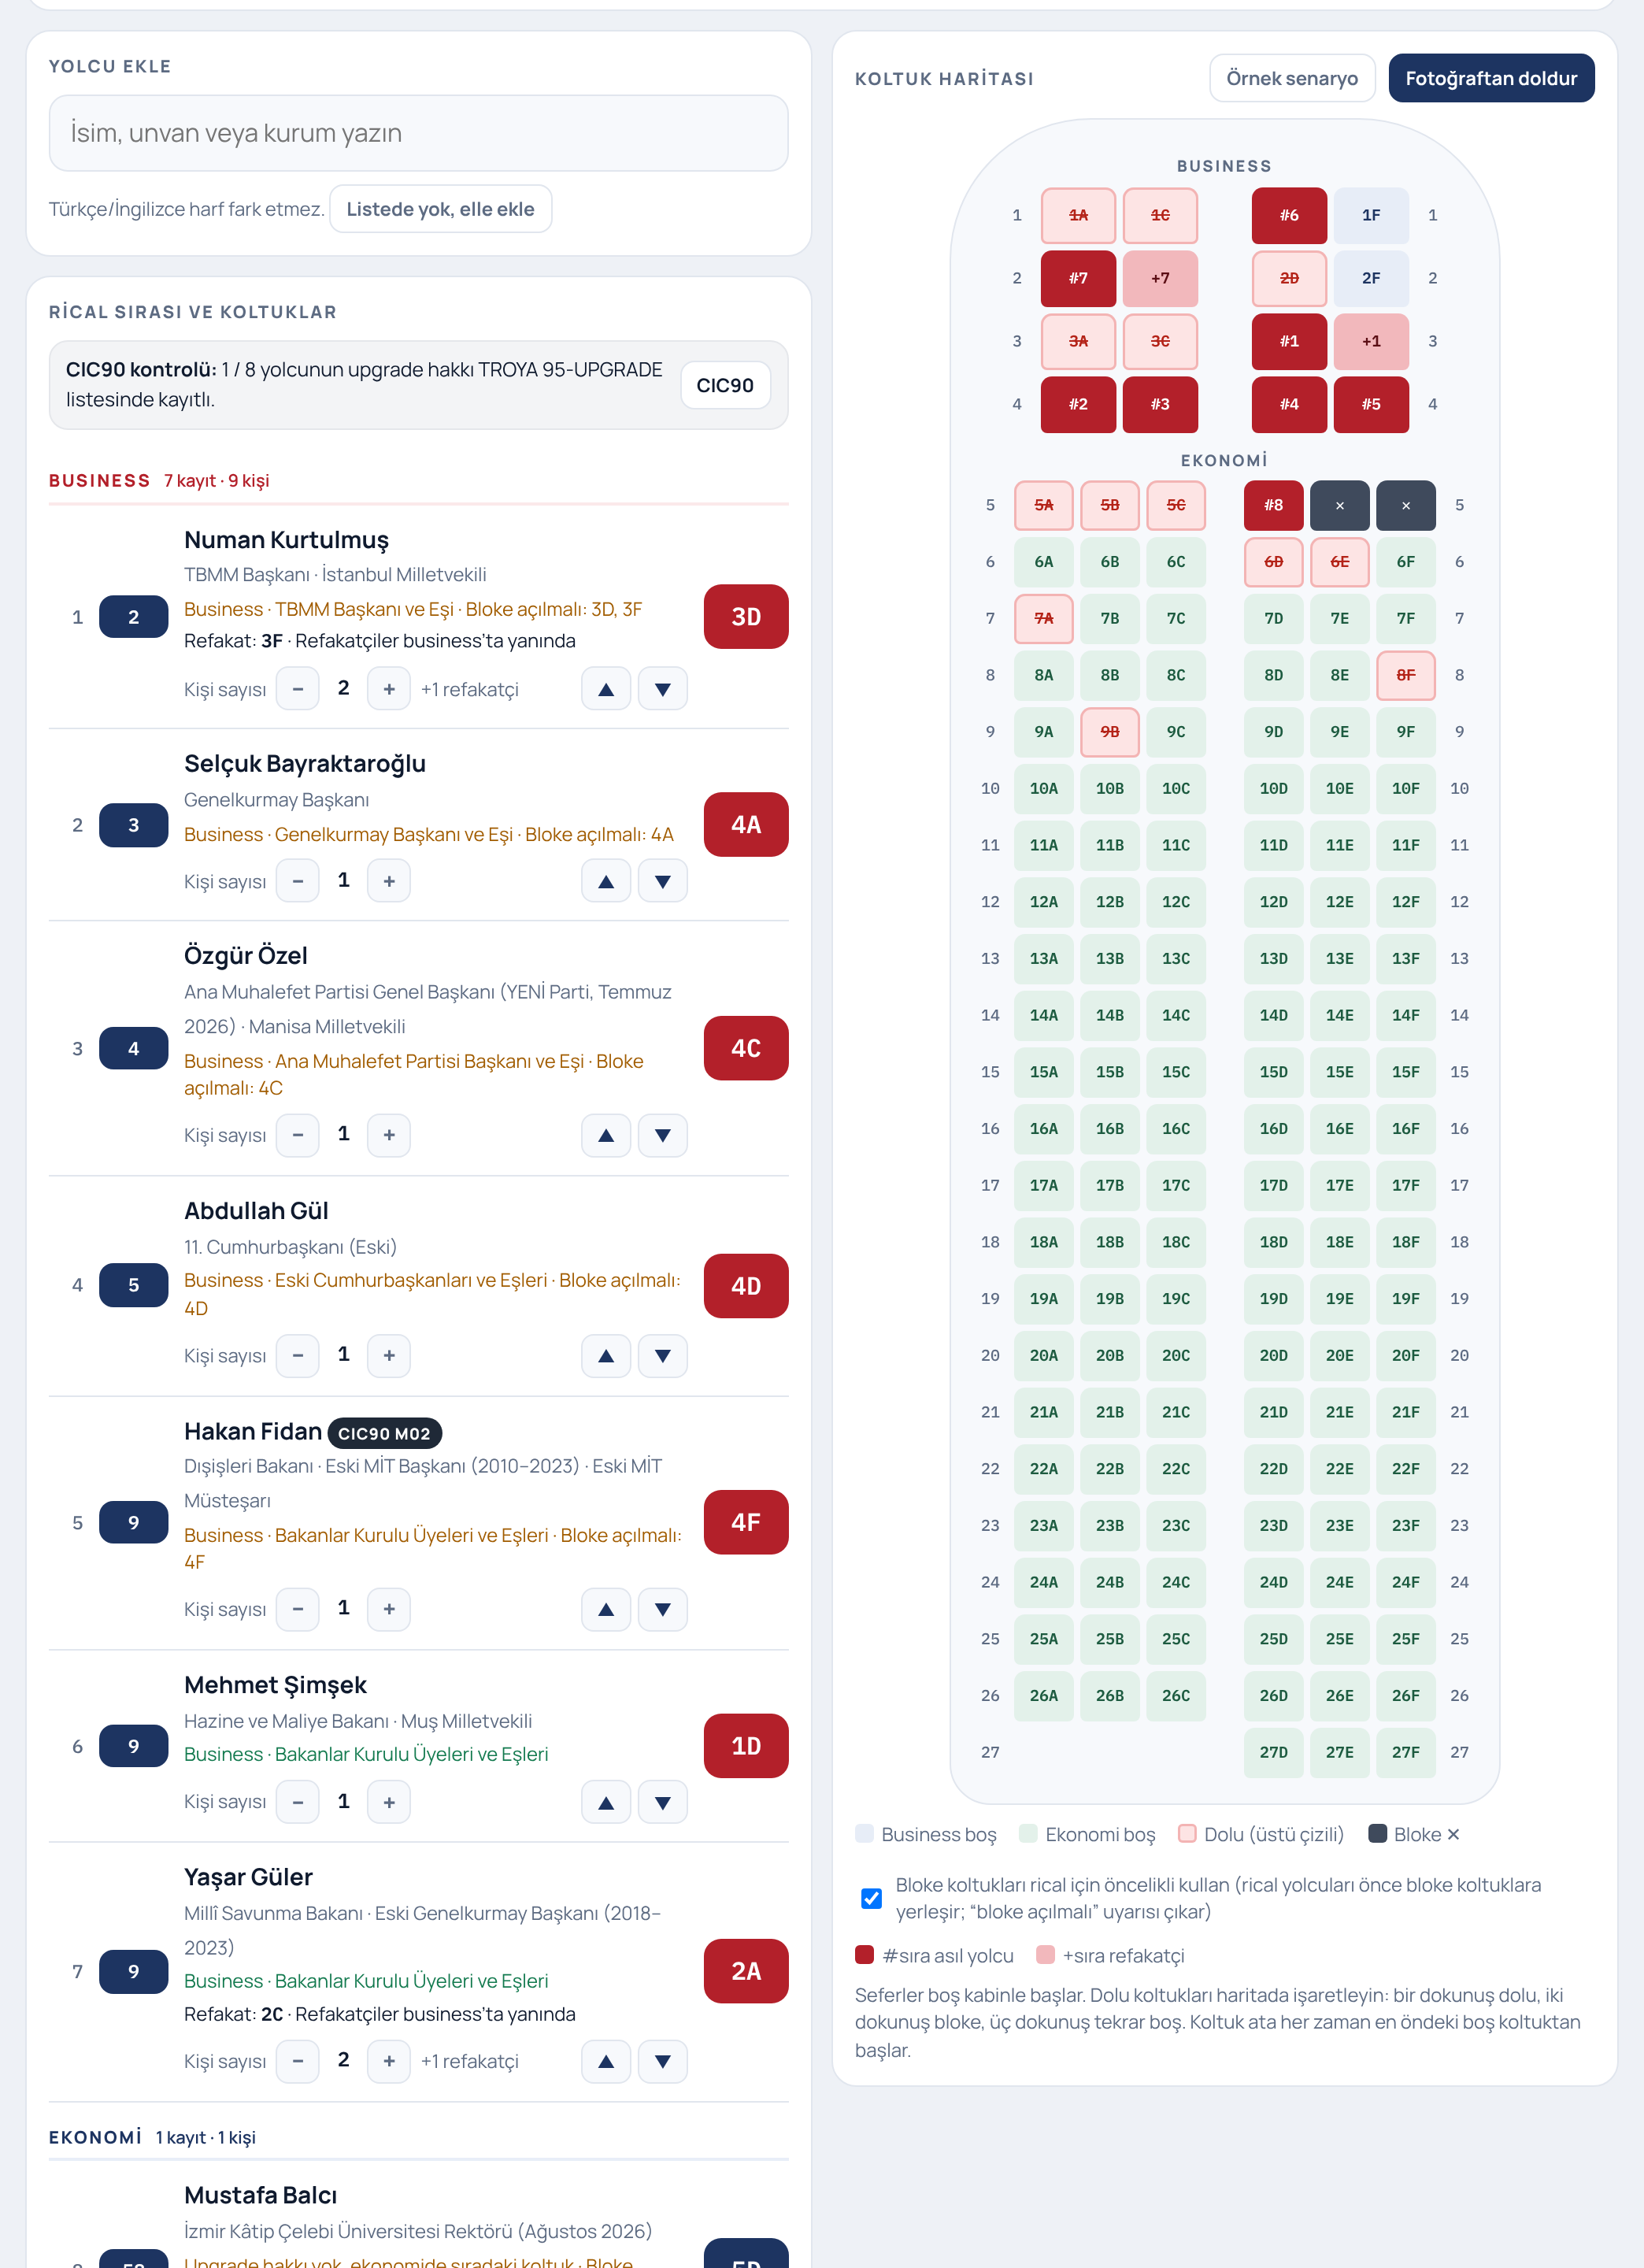 YOLCU EKLE
İsim, unvan veya kurum yazın
Türkçe/İngilizce harf fark etmez. Listede yok, elle ekle
RİCAL SIRASI VE KOLTUKLAR
CIC90 kontrolü: 1 / 8 yolcunun upgrade hakkı TROYA 95-UPGRADE
listesinde kayıtlı.
CIC90
BUSINESS 7 kayıt · 9 kişi
Numan Kurtulmuş
TBMM Başkanı · İstanbul Milletvekili
1 2
Business · TBMM Başkanı ve Eşi · Bloke açılmalı: 3D, 3F
3D
Refakat: 3F · Refakatçiler business'ta yanında
Kişi sayısı − 2 + +1 refakatçi ▲ ▼
Selçuk Bayraktaroğlu
Genelkurmay Başkanı
2 3
Business · Genelkurmay Başkanı ve Eşi · Bloke açılmalı: 4A
4A
Kişi sayısı − 1 + ▲ ▼
Özgür Özel
Ana Muhalefet Partisi Genel Başkanı (YENİ Parti, Temmuz
2026) · Manisa Milletvekili
3 4
Business · Ana Muhalefet Partisi Başkanı ve Eşi · Bloke
açılmalı: 4C
4C
Kişi sayısı − 1 + ▲ ▼
Abdullah Gül
11. Cumhurbaşkanı (Eski)
4 5
Business · Eski Cumhurbaşkanları ve Eşleri · Bloke açılmalı:
4D
4D
Kişi sayısı − 1 + ▲ ▼
Hakan Fidan CIC90 M02
Dışişleri Bakanı · Eski MİT Başkanı (2010–2023) · Eski MİT
Müsteşarı
5 9
Business · Bakanlar Kurulu Üyeleri ve Eşleri · Bloke açılmalı:
4F
4F
Kişi sayısı − 1 + ▲ ▼
Mehmet Şimşek
Hazine ve Maliye Bakanı · Muş Milletvekili
6 9
Business · Bakanlar Kurulu Üyeleri ve Eşleri
1D
Kişi sayısı − 1 + ▲ ▼
Yaşar Güler
Millî Savunma Bakanı · Eski Genelkurmay Başkanı (2018–
2023)
7 9
Business · Bakanlar Kurulu Üyeleri ve Eşleri
2A
Refakat: 2C · Refakatçiler business'ta yanında
Kişi sayısı − 2 + +1 refakatçi ▲ ▼
EKONOMİ 1 kayıt · 1 kişi
Mustafa Balcı
İzmir Kâtip Çelebi Üniversitesi Rektörü (Ağustos 2026)
KOLTUK HARİTASI Örnek senaryo Fotoğraftan doldur
BUSINESS
1 1A 1C #6 1F 1
2 #7 +7 2D 2F 2
3 3A 3C #1 +1 3
4 #2 #3 #4 #5 4
EKONOMİ
5 5A 5B 5C #8 × × 5
6 6A 6B 6C 6D 6E 6F 6
7 7A 7B 7C 7D 7E 7F 7
8 8A 8B 8C 8D 8E 8F 8
9 9A 9B 9C 9D 9E 9F 9
10 10A 10B 10C 10D 10E 10F 10
11 11A 11B 11C 11D 11E 11F 11
12 12A 12B 12C 12D 12E 12F 12
13 13A 13B 13C 13D 13E 13F 13
14 14A 14B 14C 14D 14E 14F 14
15 15A 15B 15C 15D 15E 15F 15
16 16A 16B 16C 16D 16E 16F 16
17 17A 17B 17C 17D 17E 17F 17
18 18A 18B 18C 18D 18E 18F 18
19 19A 19B 19C 19D 19E 19F 19
20 20A 20B 20C 20D 20E 20F 20
21 21A 21B 21C 21D 21E 21F 21
22 22A 22B 22C 22D 22E 22F 22
23 23A 23B 23C 23D 23E 23F 23
24 24A 24B 24C 24D 24E 24F 24
25 25A 25B 25C 25D 25E 25F 25
26 26A 26B 26C 26D 26E 26F 26
27 27D 27E 27F 27
Business boş Ekonomi boş Dolu (üstü çizili) Bloke ✕
Bloke koltukları rical için öncelikli kullan (rical yolcuları önce bloke koltuklara
yerleşir; “bloke açılmalı” uyarısı çıkar)
#sıra asıl yolcu +sıra refakatçi
Seferler boş kabinle başlar. Dolu koltukları haritada işaretleyin: bir dokunuş dolu, iki
dokunuş bloke, üç dokunuş tekrar boş. Koltuk ata her zaman en öndeki boş koltuktan
başlar.